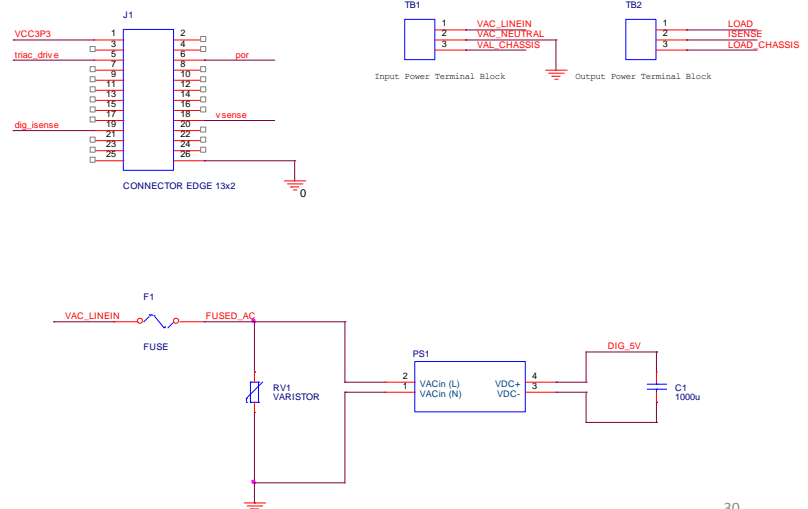 J1
VCC3P3
1
2
3
4
triac_drive
5
6
por
7
8
9
10
11
12
13
14
15
16
17
18
vsense
dig_isense
19
20
21
22
23
24
25
26
0
CONNECTOR EDGE 13x2
TB1
1
VAC_LINEIN
2
VAC_NEUTRAL
3
VAL_CHASSIS
Input Power Terminal Block
TB2
1
LOAD
2
ISENSE
3
LOAD_CHASSIS
Output Power Terminal Block
F1
VAC_LINEIN
FUSED_AC
FUSE
RV1
VARISTOR
PS1
2
VACin (L)
VDC+
4
1
VACin (N)
VDC-
3
DIG_5V
C1
1000u
30